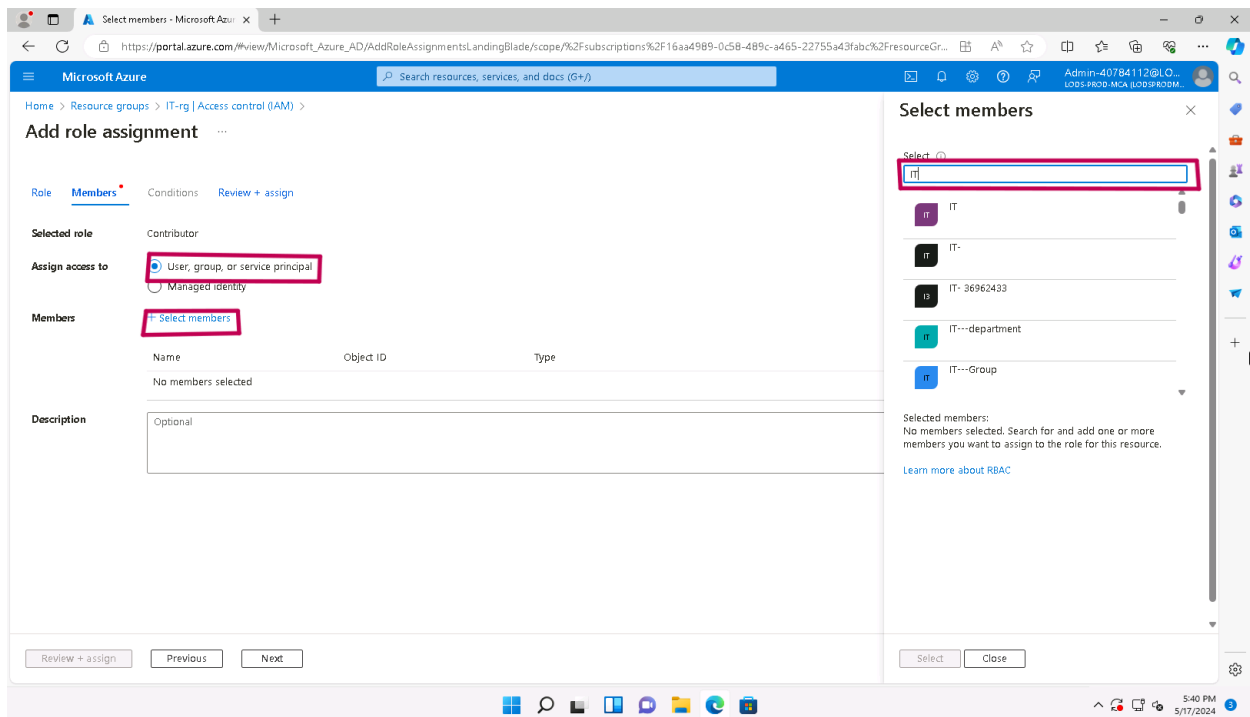 Select members - Microsoft Azur
https://portal.azure.com/#view/Microsoft_Azure_AD/AddRoleAssignmentsLandingBlade/scope/%2Fsubscriptions%2F16aa4989-0c58-489c-a465-22755a43fabc%2FresourceGr...
Microsoft Azure
Search resources, services, and docs (G+/)
Admin-40784112@LO...
LODS-PROD-MCA (LODSPRODM...
Home > Resource groups > IT-rg | Access control (IAM) >
Add role assignment ...
Role Members Conditions Review + assign
Selected role Contributor
Assign access to User, group, or service principal
Managed identity
Members + Select members
Name Object ID Type
No members selected
Description Optional
Review + assign Previous Next
Select members
Select
IT
IT IT
IT IT-
I3 IT- 36962433
IT IT---department
IT IT---Group
Selected members:
No members selected. Search for and add one or more
members you want to assign to the role for this resource.
Learn more about RBAC
Select Close
5:40 PM
5/17/2024
3